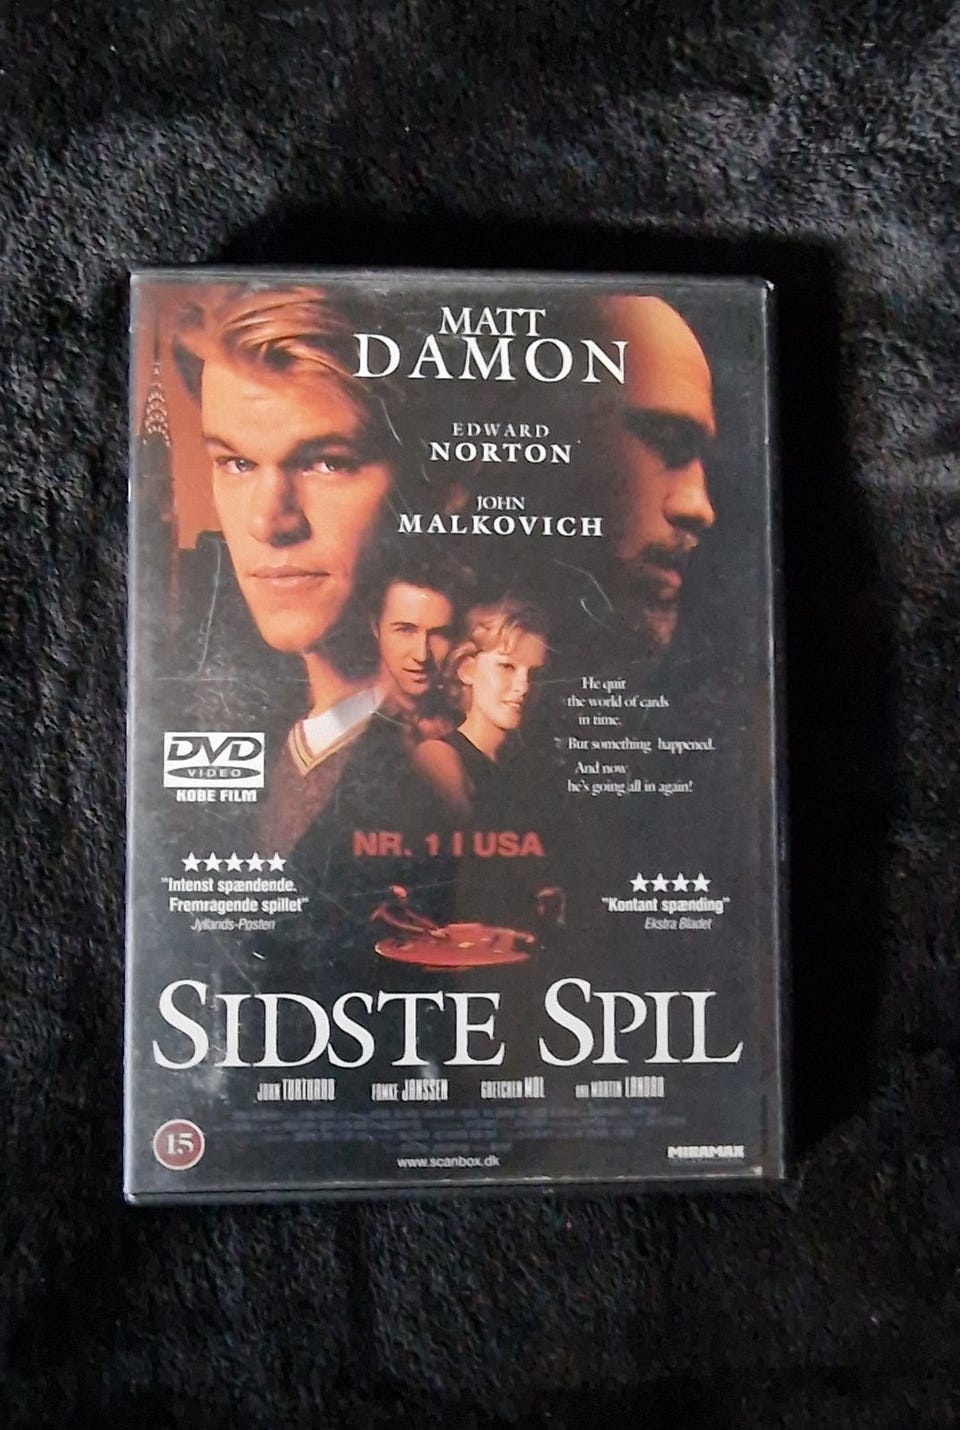 MATT
DAMON
EDWARD
NORTON
JOHN
MALKOVICH
He quit
the world of cards
in time.
But something happened.
And now
he's going all in again!
DVD
VIDEO
KØBE FILM
NR. 1 I USA
"Intenst spændende.
Fremragende spillet"
Jyllands-Posten
"Kontant spænding"
Ekstra Bladet
SIDSTE SPIL
JOHN TURTURRO FAMKE JANSSEN GRETCHEN MOL AND MARTIN LANDAU
15
MIRAMAX
www.scanbox.dk